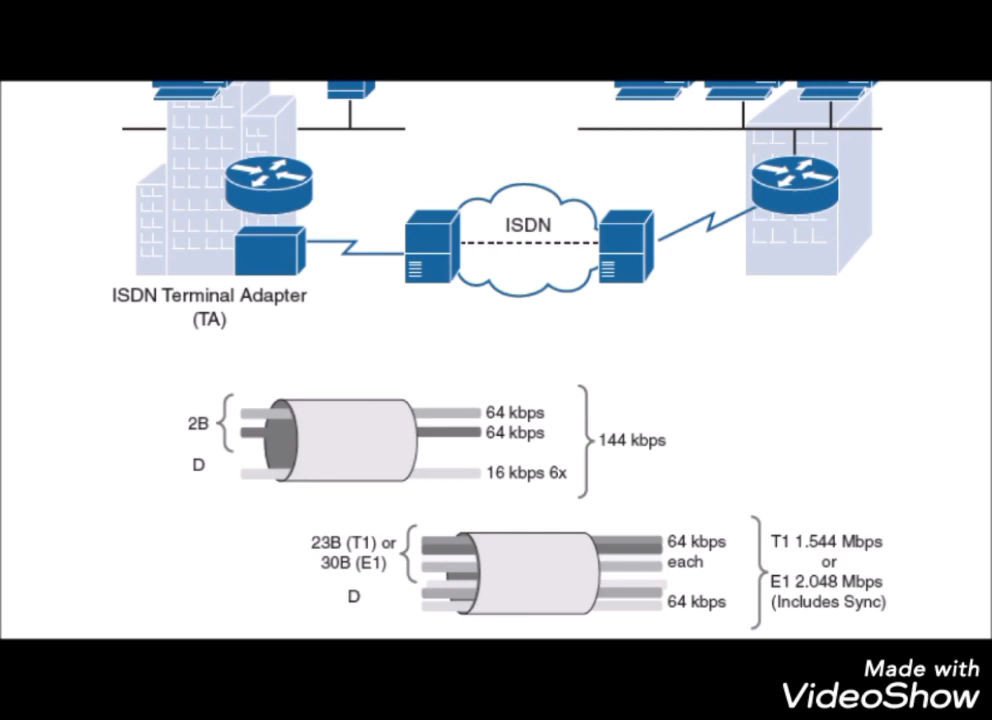 ISDN
ISDN Terminal Adapter
(TA)
2B
D
64 kbps
64 kbps
16 kbps 6x
144 kbps
23B (T1) or
30B (E1)
D
64 kbps
each
64 kbps
T1 1.544 Mbps
or
E1 2.048 Mbps
(Includes Sync)
Made with
VideoShow